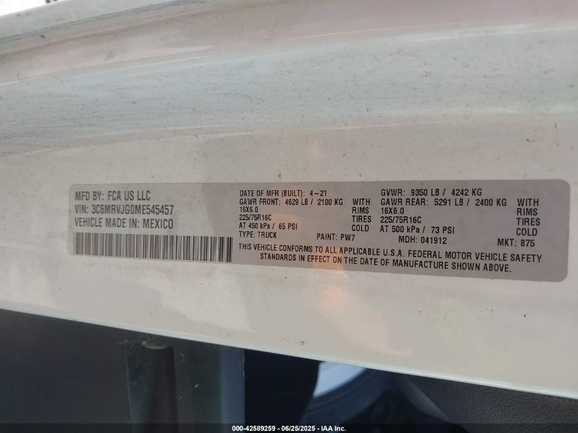 MFD BY: FCA US LLC
VIN: 3C6MRVJG0ME545457
VEHICLE MADE IN: MEXICO
DATE OF MFR (BUILT): 4-21
GAWR FRONT: 4629 LB / 2100 KG WITH
16X6.0 RIMS
225/75R16C TIRES
AT 450 kPa / 65 PSI COLD
TYPE: TRUCK PAINT: PW7
GVWR: 9350 LB / 4242 KG
GAWR REAR: 5291 LB / 2400 KG WITH
16X6.0 RIMS
225/75R16C TIRES
AT 500 kPa / 73 PSI COLD
MDH: 041912 MKT: 875
THIS VEHICLE CONFORMS TO ALL APPLICABLE U.S.A. FEDERAL MOTOR VEHICLE SAFETY
STANDARDS IN EFFECT ON THE DATE OF MANUFACTURE SHOWN ABOVE.
000-42589259 - 06/25/2025 - IAA, Inc.